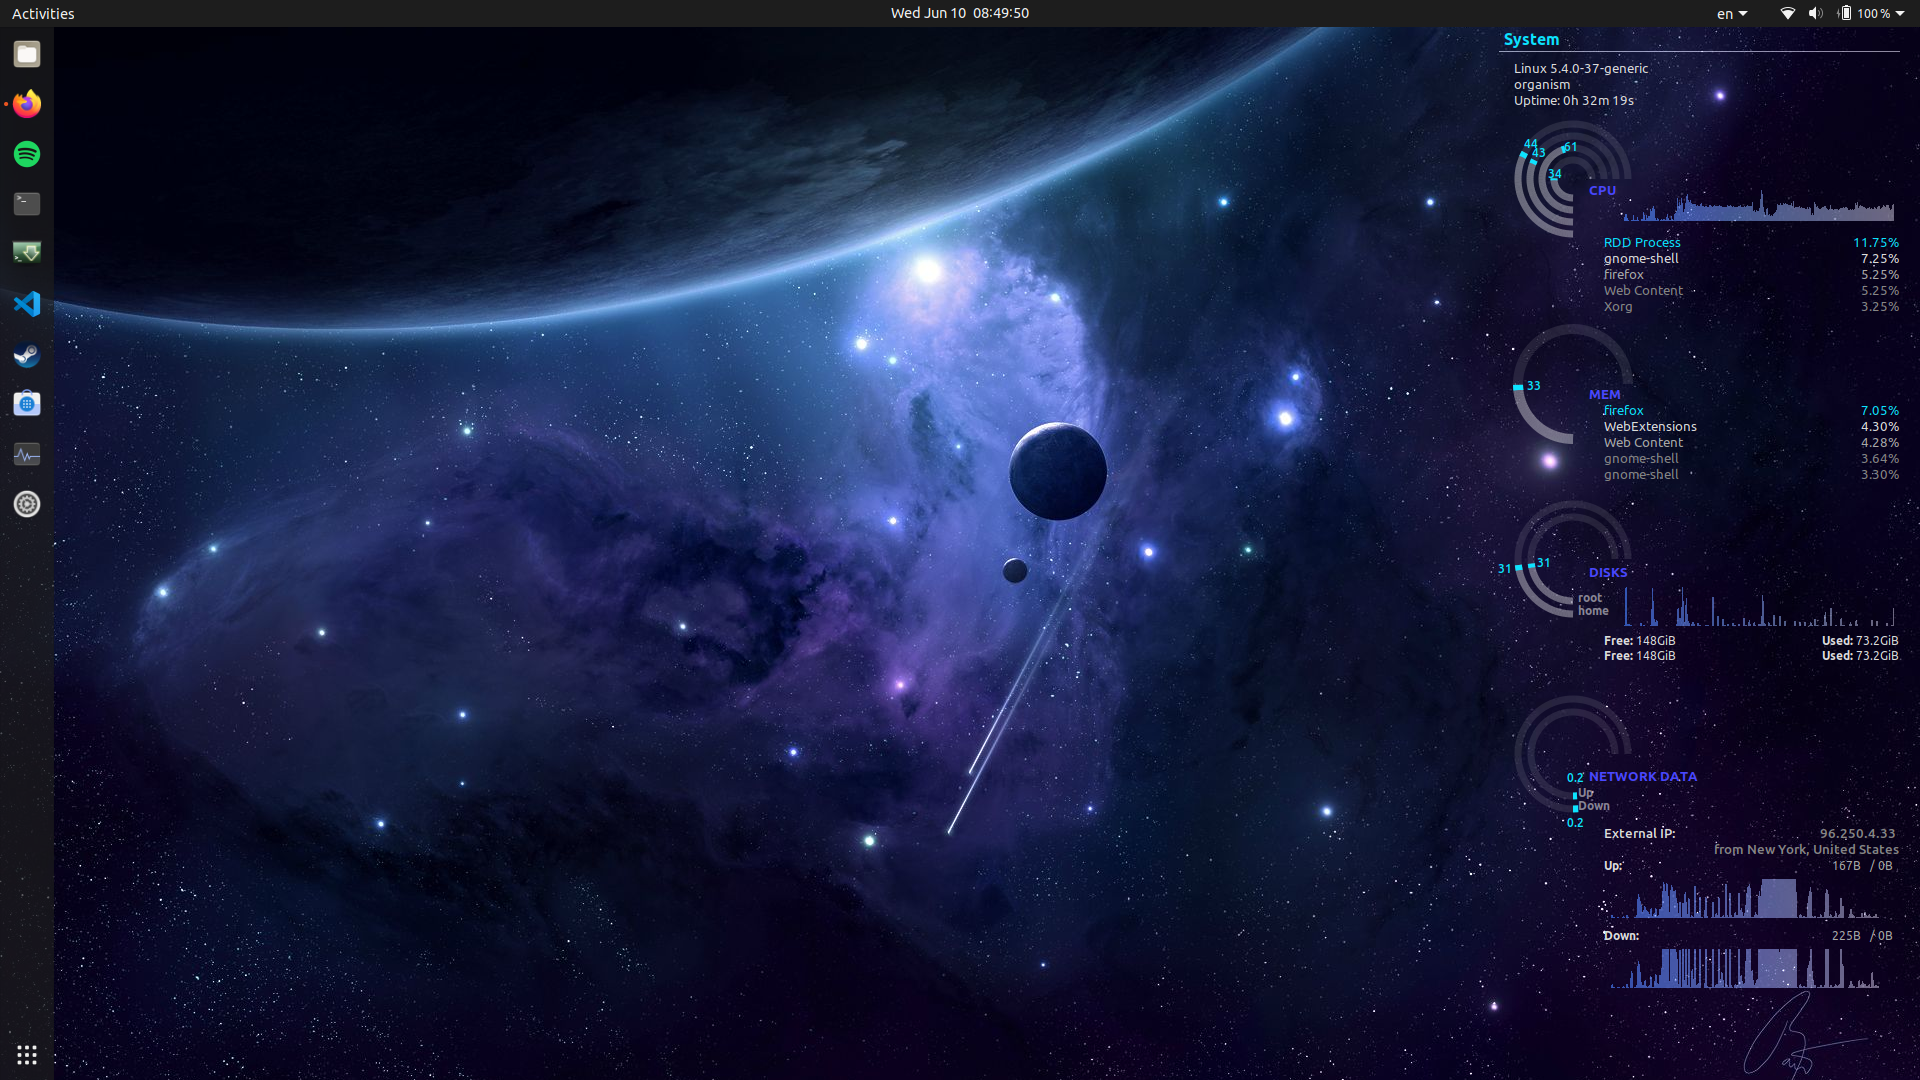 Activities
Wed Jun 10 08:49:50
en
100 %
System
Linux 5.4.0-37-generic
organism
Uptime: 0h 32m 19s
44
43
61
34
CPU
RDD Process 11.75%
gnome-shell 7.25%
firefox 5.25%
Web Content 5.25%
Xorg 3.25%
33
MEM
firefox 7.05%
WebExtensions 4.30%
Web Content 4.28%
gnome-shell 3.64%
gnome-shell 3.30%
31
31
DISKS
root
home
Free: 148GiB Used: 73.2GiB
Free: 148GiB Used: 73.2GiB
0.2
NETWORK DATA
Up
Down
0.2
External IP: 96.250.4.33
from New York, United States
Up: 167B / 0B
Down: 225B / 0B